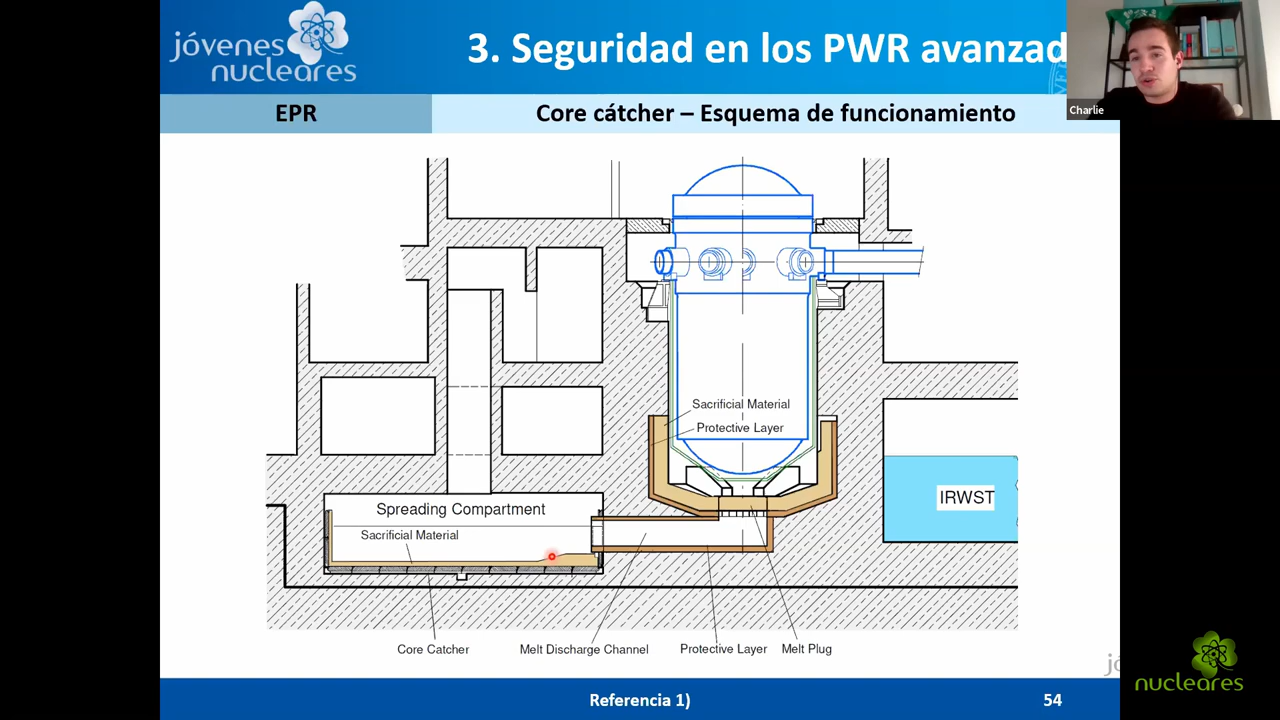 jóvenes
nucleares
3. Seguridad en los PWR avanzad
Charlie
EPR
Core cátcher – Esquema de funcionamiento
Sacrificial Material
Protective Layer
IRWST
Spreading Compartment
Sacrificial Material
Core Catcher
Melt Discharge Channel
Protective Layer
Melt Plug
Referencia 1)
54
jó
nucleares